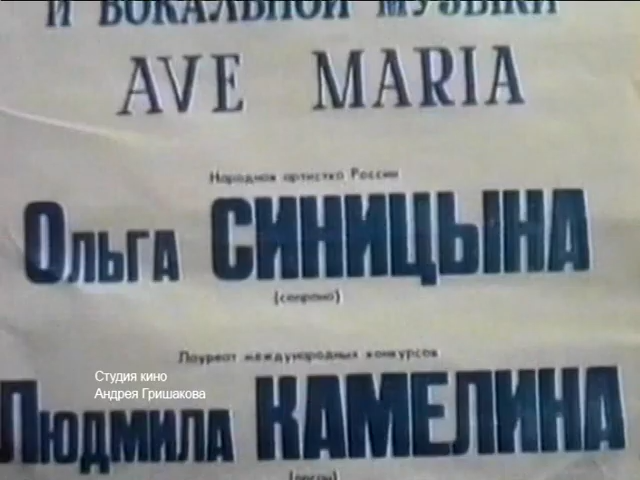 И ВОКАЛЬНОЙ МУЗЫКИ
AVE MARIA
Народная артистка России
Ольга СИНИЦЫНА
(сопрано)
Лауреат международных конкурсов
Людмила КАМЕЛИНА
(орган)
Студия кино
Андрея Гришакова